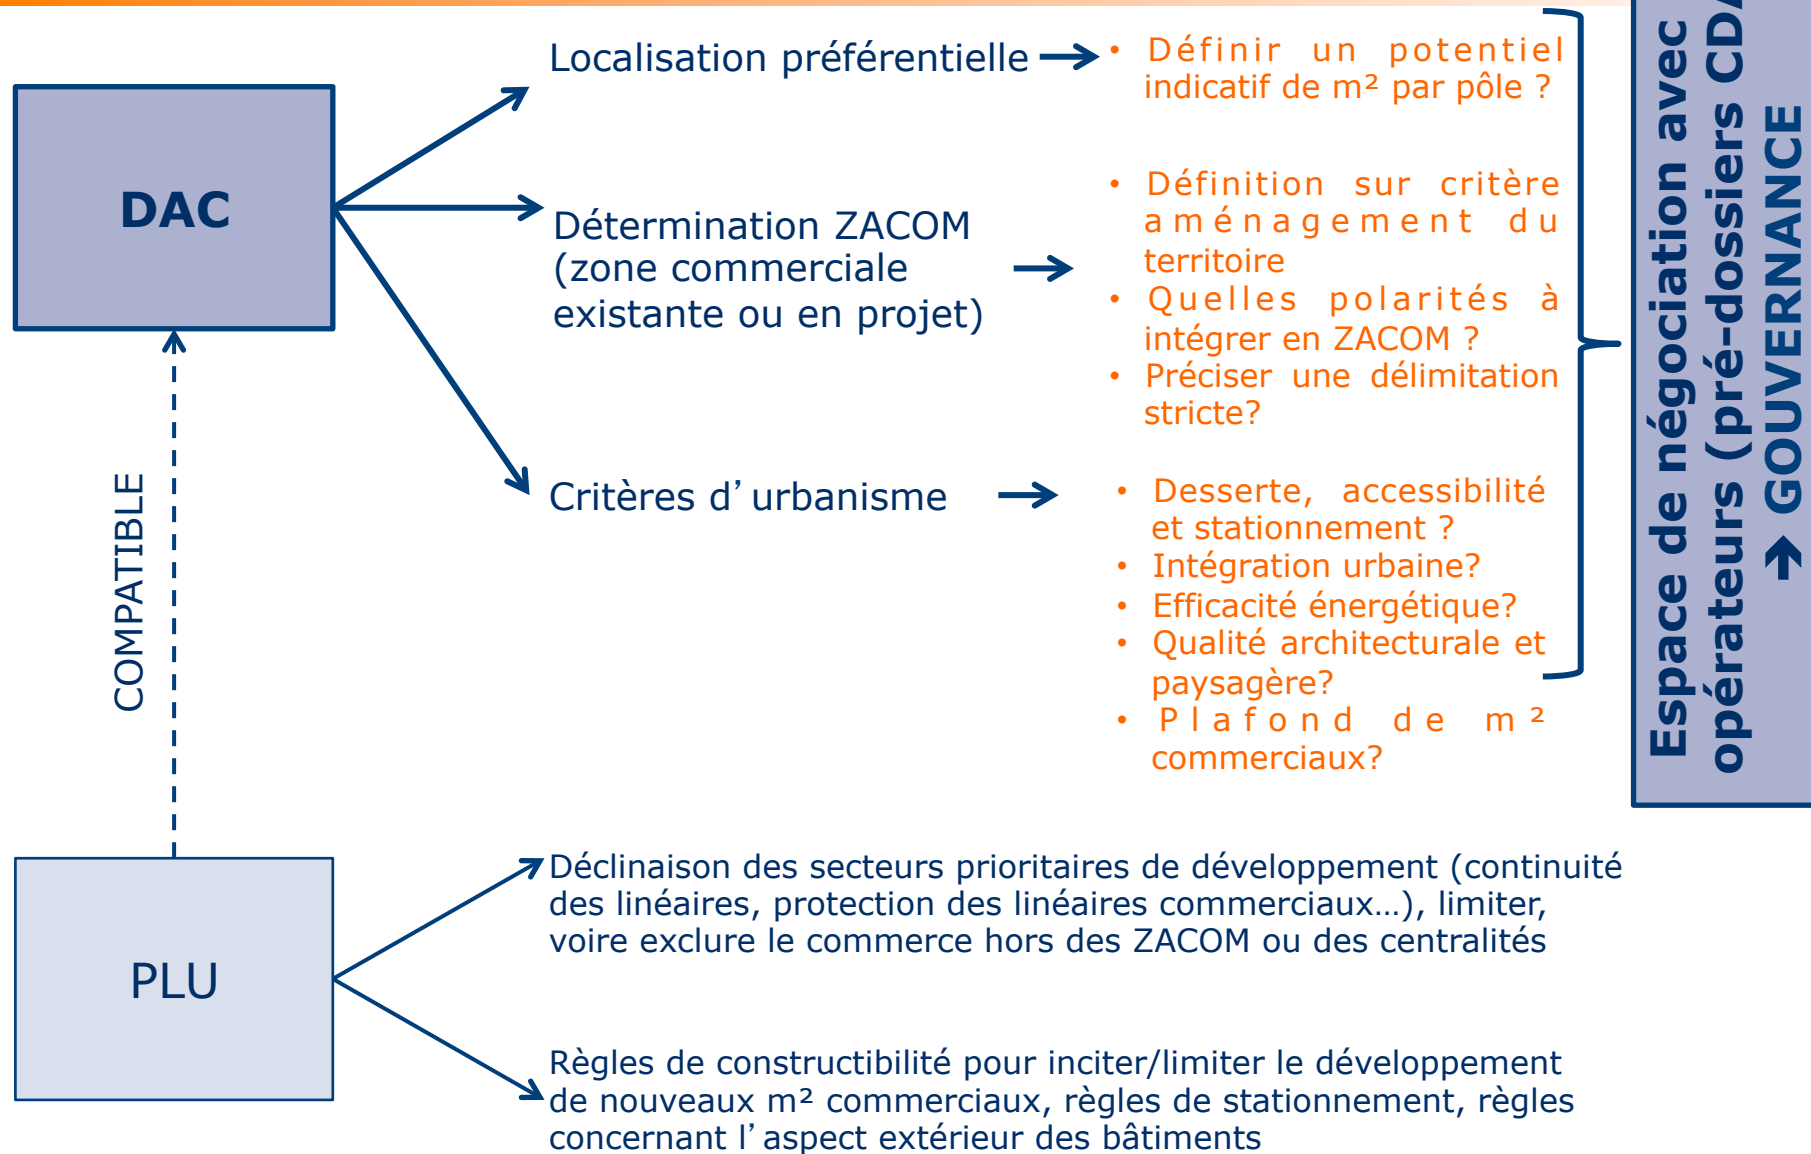 Localisation préférentielle
• Définir un potentiel
indicatif de m² par pôle ?
DAC
Détermination ZACOM
(zone commerciale
existante ou en projet)
• Définition sur critère
aménagement du
territoire
• Quelles polarités à
intégrer en ZACOM ?
• Préciser une délimitation
stricte?
Critères d’urbanisme
• Desserte, accessibilité
et stationnement ?
• Intégration urbaine?
• Efficacité énergétique?
• Qualité architecturale et
paysagère?
• Plafond de m²
commerciaux?
Espace de négociation avec
opérateurs (pré-dossiers CDA
➔ GOUVERNANCE
COMPATIBLE
PLU
Déclinaison des secteurs prioritaires de développement (continuité
des linéaires, protection des linéaires commerciaux…), limiter,
voire exclure le commerce hors des ZACOM ou des centralités
Règles de constructibilité pour inciter/limiter le développement
de nouveaux m² commerciaux, règles de stationnement, règles
concernant l’aspect extérieur des bâtiments